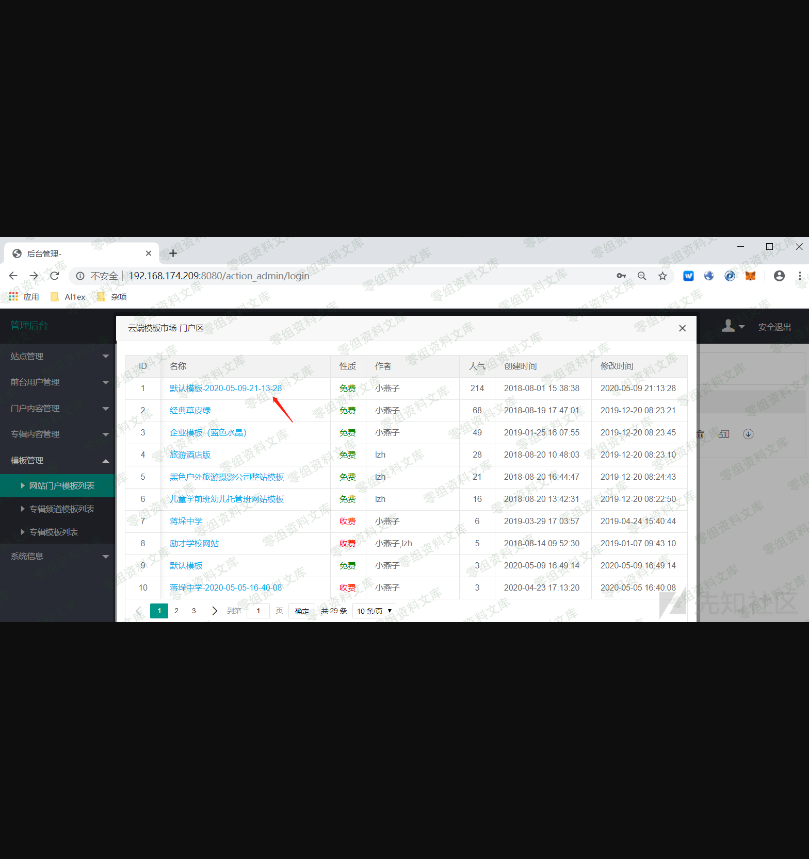 后台管理-
不安全 | 192.168.174.209:8080/action_admin/login
应用 AI1ex 杂项
管理后台
安全退出
云端模板市场-门户区
站点管理
前台用户管理
门户内容管理
专辑内容管理
模板管理
网站门户模板列表
专辑频道模板列表
专辑模板列表
系统信息
ID 名称 性质 作者 人气 创建时间 修改时间
1 默认模板-2020-05-09-21-13-28 免费 小燕子 214 2018-08-01 15:38:38 2020-05-09 21:13:28
2 经典草皮绿 免费 小燕子 68 2018-08-19 17:47:01 2019-12-20 08:23:21
3 企业模板（蓝色水晶） 免费 小燕子 49 2019-01-25 16:07:55 2019-12-20 08:23:45
4 旅游酒店版 免费 lzh 28 2018-08-20 10:48:03 2019-12-20 08:23:10
5 黑色户外旅游摄影公司整站模板 免费 lzh 21 2018-08-20 16:44:47 2019-12-20 08:24:43
6 儿童学前班幼儿托管班网站模板 免费 lzh 16 2018-08-20 13:42:31 2019-12-20 08:22:50
7 蒋垛中学 收费 小燕子 6 2019-03-29 17:03:57 2019-04-24 15:40:44
8 励才学校网站 收费 小燕子,lzh 5 2018-08-14 09:52:30 2019-01-07 09:43:10
9 默认模板 免费 小燕子 3 2020-05-09 16:49:14 2020-05-09 16:49:14
10 蒋垛中学-2020-05-05-16-40-08 收费 小燕子 3 2020-04-23 17:13:20 2020-05-05 16:40:08
1 2 3 到第 1 页 确定 共 29 条 10 条/页
先知社区
零组资料文库